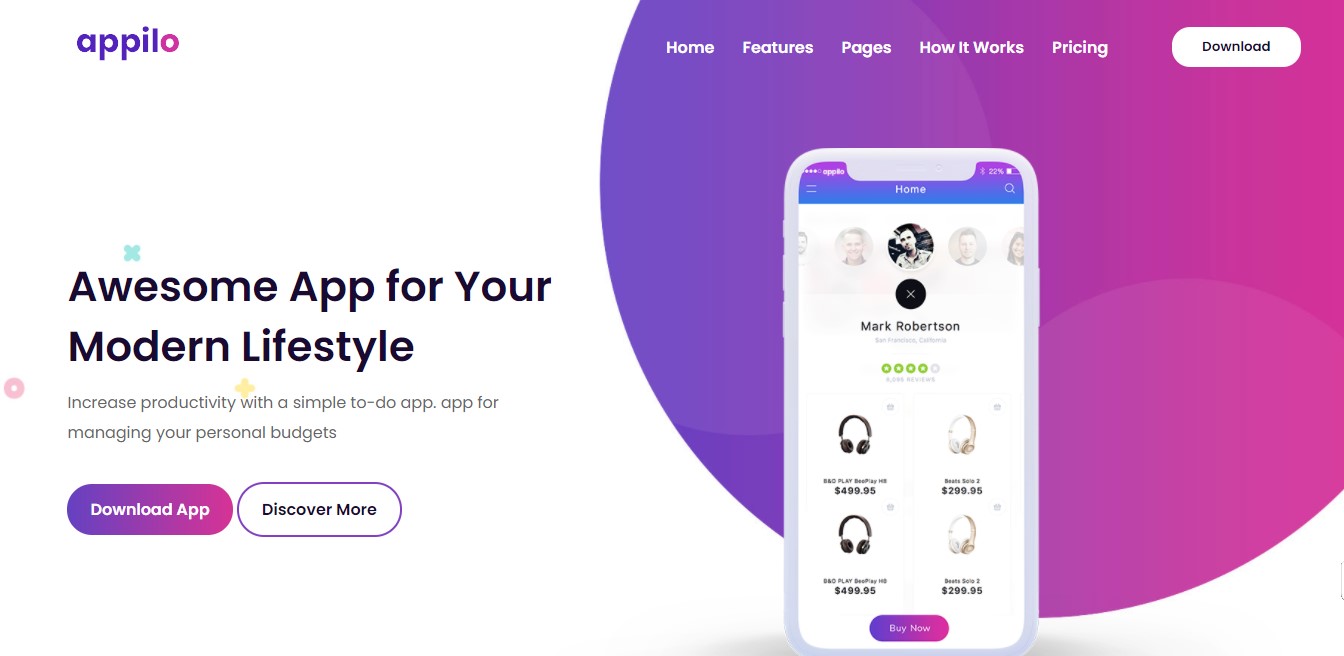 appilo
Home Features Pages How It Works Pricing Download
Awesome App for Your
Modern Lifestyle
Increase productivity with a simple to-do app. app for
managing your personal budgets
Download App Discover More
appilo 22%
Home
Mark Robertson
San Francisco, California
REVIEWS
B&O PLAY BeoPlay H8 Beats Solo 2
$499.95 $299.95
B&O PLAY BeoPlay H8 Beats Solo 2
$499.95 $299.95
Buy Now